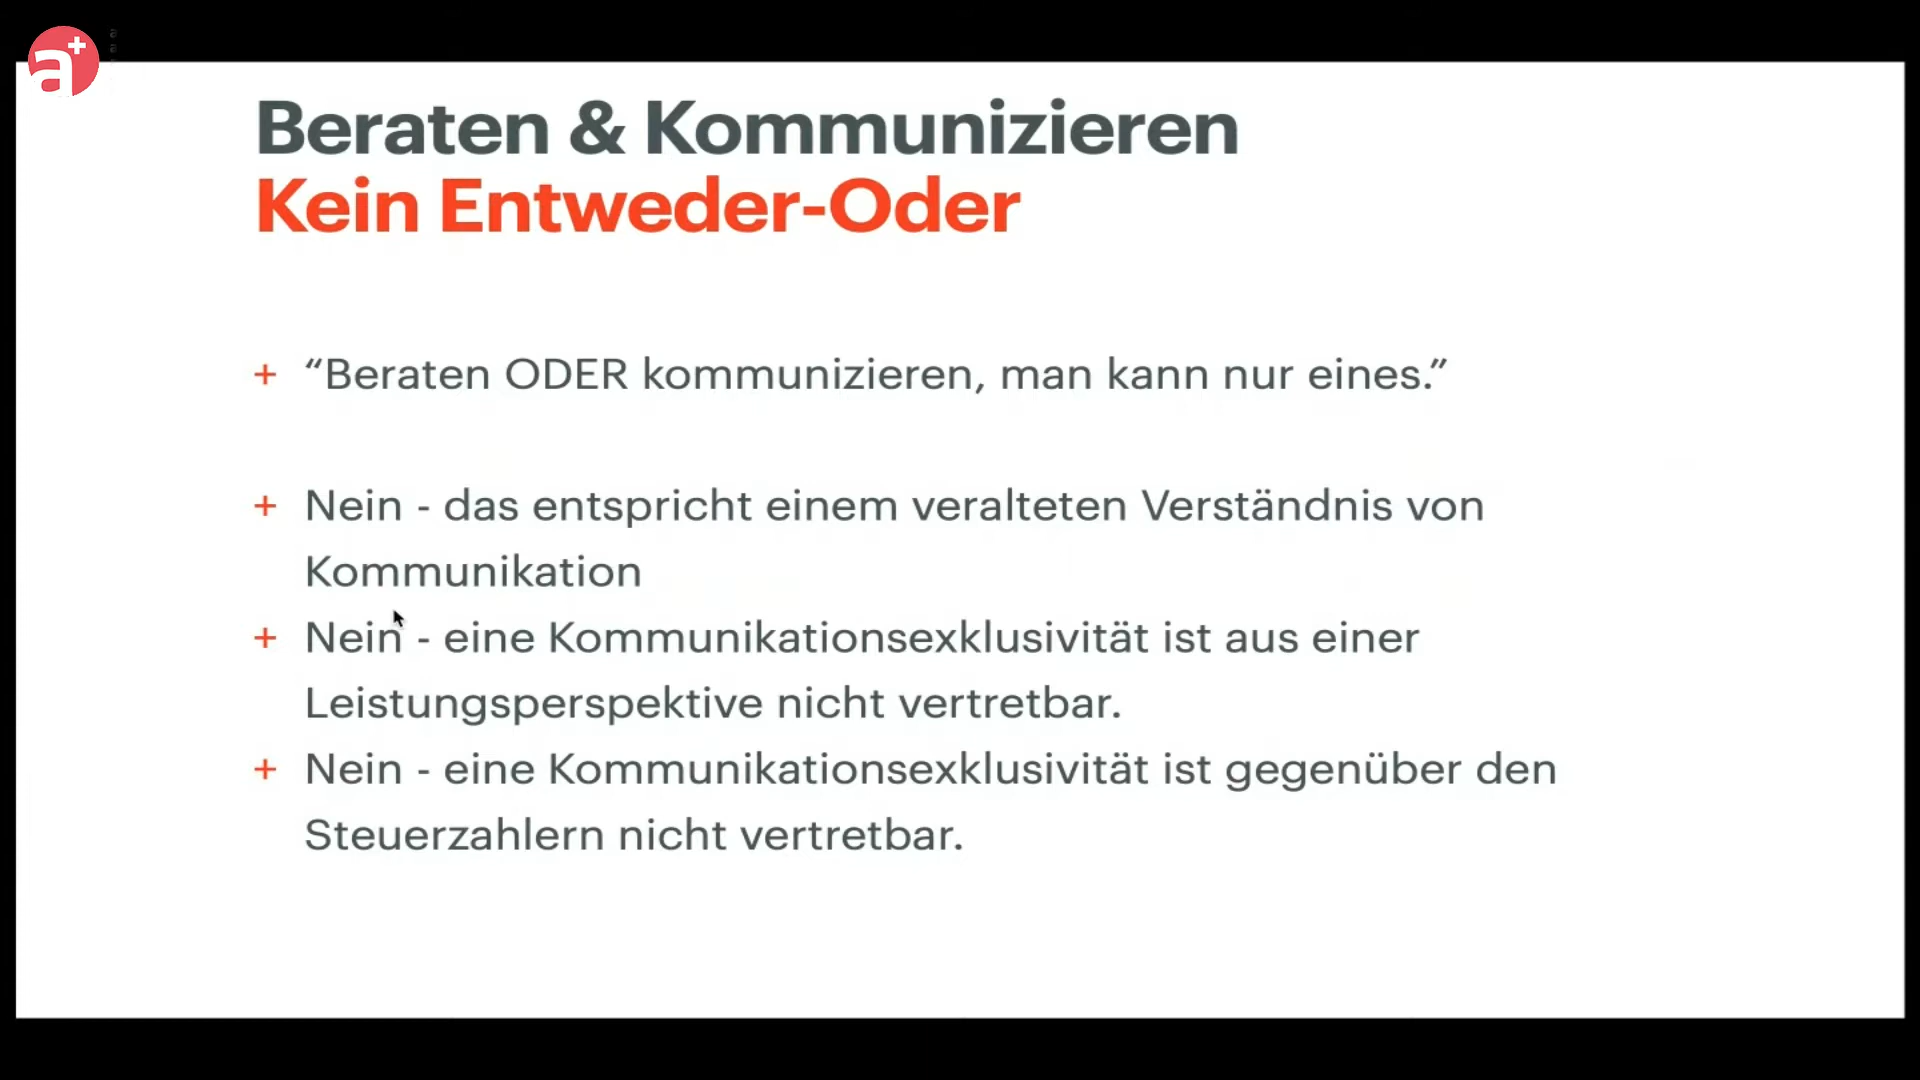 a+
Beraten & Kommunizieren
Kein Entweder-Oder
+ “Beraten ODER kommunizieren, man kann nur eines.”
+ Nein - das entspricht einem veralteten Verständnis von
Kommunikation
+ Nein - eine Kommunikationsexklusivität ist aus einer
Leistungsperspektive nicht vertretbar.
+ Nein - eine Kommunikationsexklusivität ist gegenüber den
Steuerzahlern nicht vertretbar.